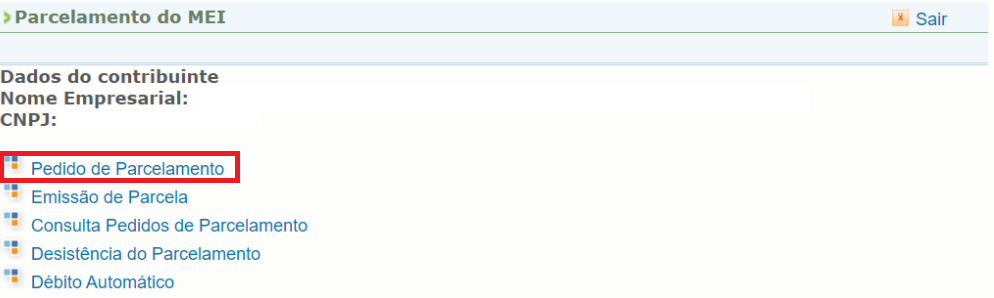 Parcelamento do MEI
Sair
Dados do contribuinte
Nome Empresarial:
CNPJ:
Pedido de Parcelamento
Emissão de Parcela
Consulta Pedidos de Parcelamento
Desistência do Parcelamento
Débito Automático